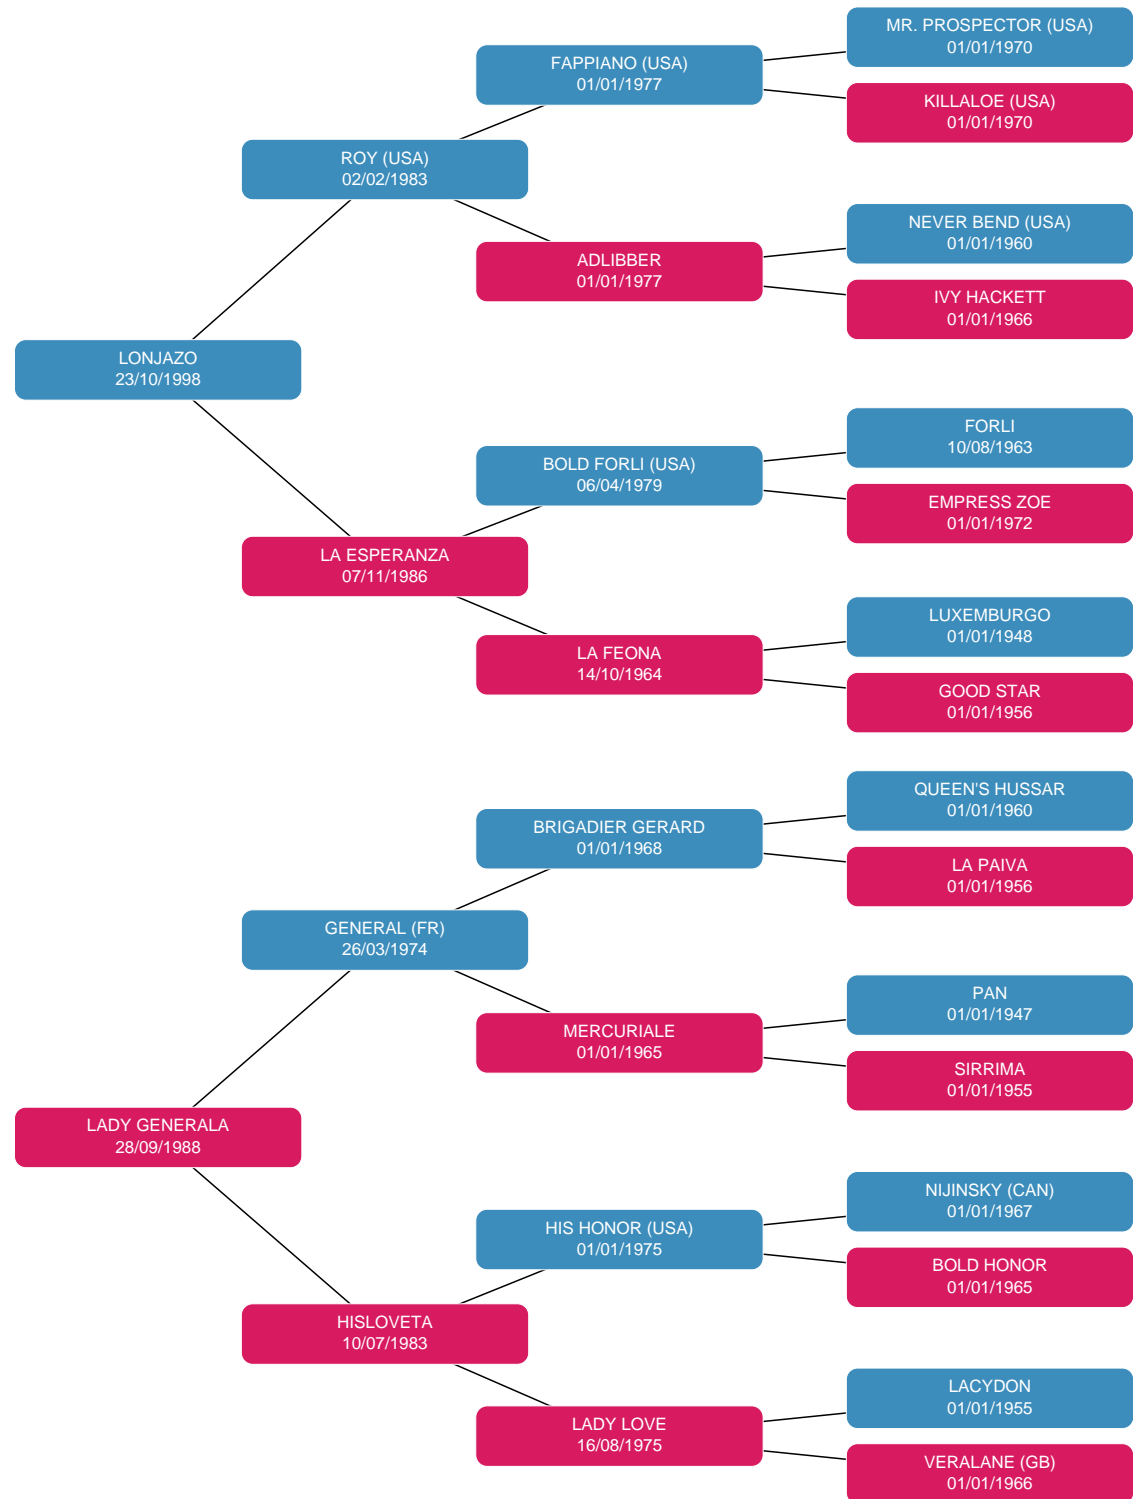 MR. PROSPECTOR (USA)
01/01/1970
FAPPIANO (USA)
01/01/1977
KILLALOE (USA)
01/01/1970
ROY (USA)
02/02/1983
NEVER BEND (USA)
01/01/1960
ADLIBBER
01/01/1977
IVY HACKETT
01/01/1966
LONJAZO
23/10/1998
FORLI
10/08/1963
BOLD FORLI (USA)
06/04/1979
EMPRESS ZOE
01/01/1972
LA ESPERANZA
07/11/1986
LUXEMBURGO
01/01/1948
LA FEONA
14/10/1964
GOOD STAR
01/01/1956
QUEEN'S HUSSAR
01/01/1960
BRIGADIER GERARD
01/01/1968
LA PAIVA
01/01/1956
GENERAL (FR)
26/03/1974
PAN
01/01/1947
MERCURIALE
01/01/1965
SIRRIMA
01/01/1955
LADY GENERALA
28/09/1988
NIJINSKY (CAN)
01/01/1967
HIS HONOR (USA)
01/01/1975
BOLD HONOR
01/01/1965
HISLOVETA
10/07/1983
LACYDON
01/01/1955
LADY LOVE
16/08/1975
VERALANE (GB)
01/01/1966